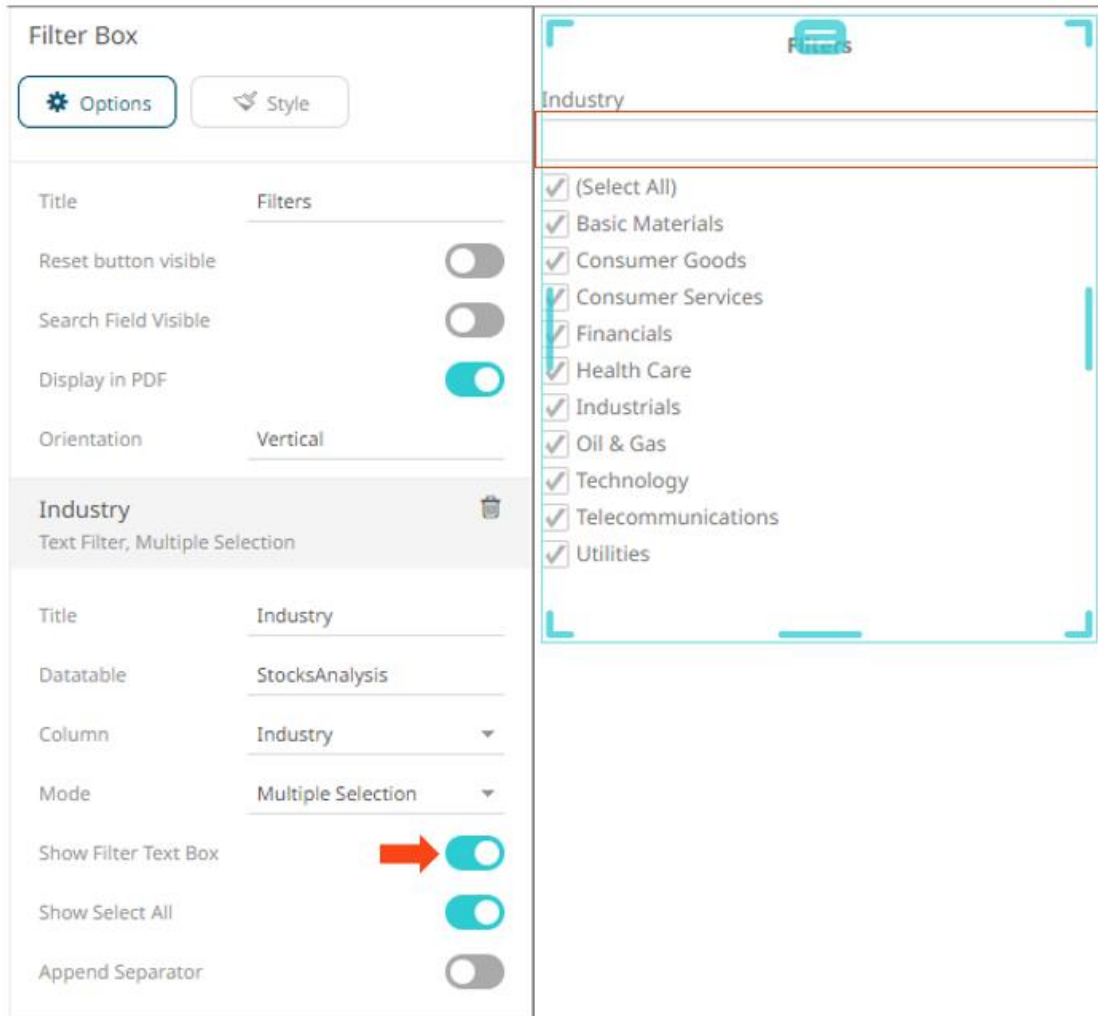 Filter Box
Options Style
Title Filters
Reset button visible
Search Field Visible
Display in PDF
Orientation Vertical
Industry
Text Filter, Multiple Selection
Title Industry
Datatable StocksAnalysis
Column Industry
Mode Multiple Selection
Show Filter Text Box
Show Select All
Append Separator
Filters
Industry
(Select All)
Basic Materials
Consumer Goods
Consumer Services
Financials
Health Care
Industrials
Oil & Gas
Technology
Telecommunications
Utilities